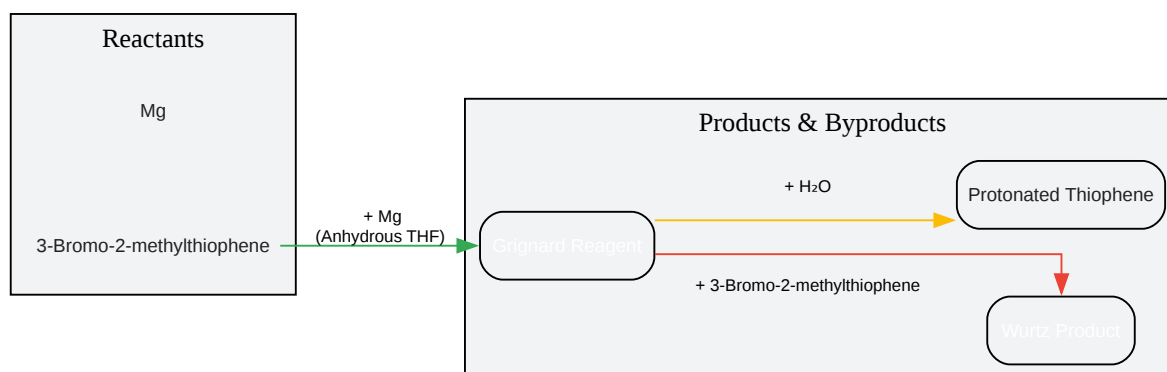 Reactants
Mg
3-Bromo-2-methylthiophene
+ Mg
(Anhydrous THF)
Products & Byproducts
Grignard Reagent
+ H₂O
Protonated Thiophene
+ 3-Bromo-2-methylthiophene
Wurtz Product